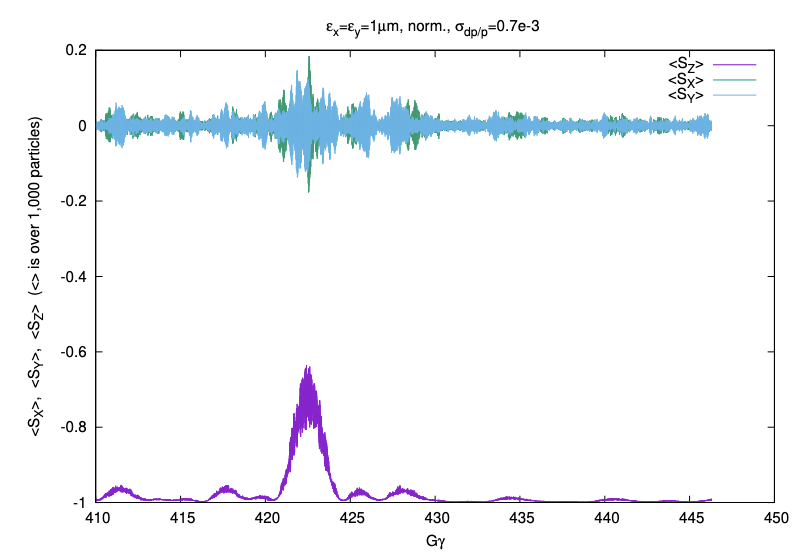 εx=εy=1μm, norm., σdp/p=0.7e-3
<SZ>
<SX>
<SY>
0.2
0
-0.2
-0.4
-0.6
-0.8
-1
<SX>, <SY>, <SZ> (<> is over 1,000 particles)
410 415 420 425 430 435 440 445 450
Gγ